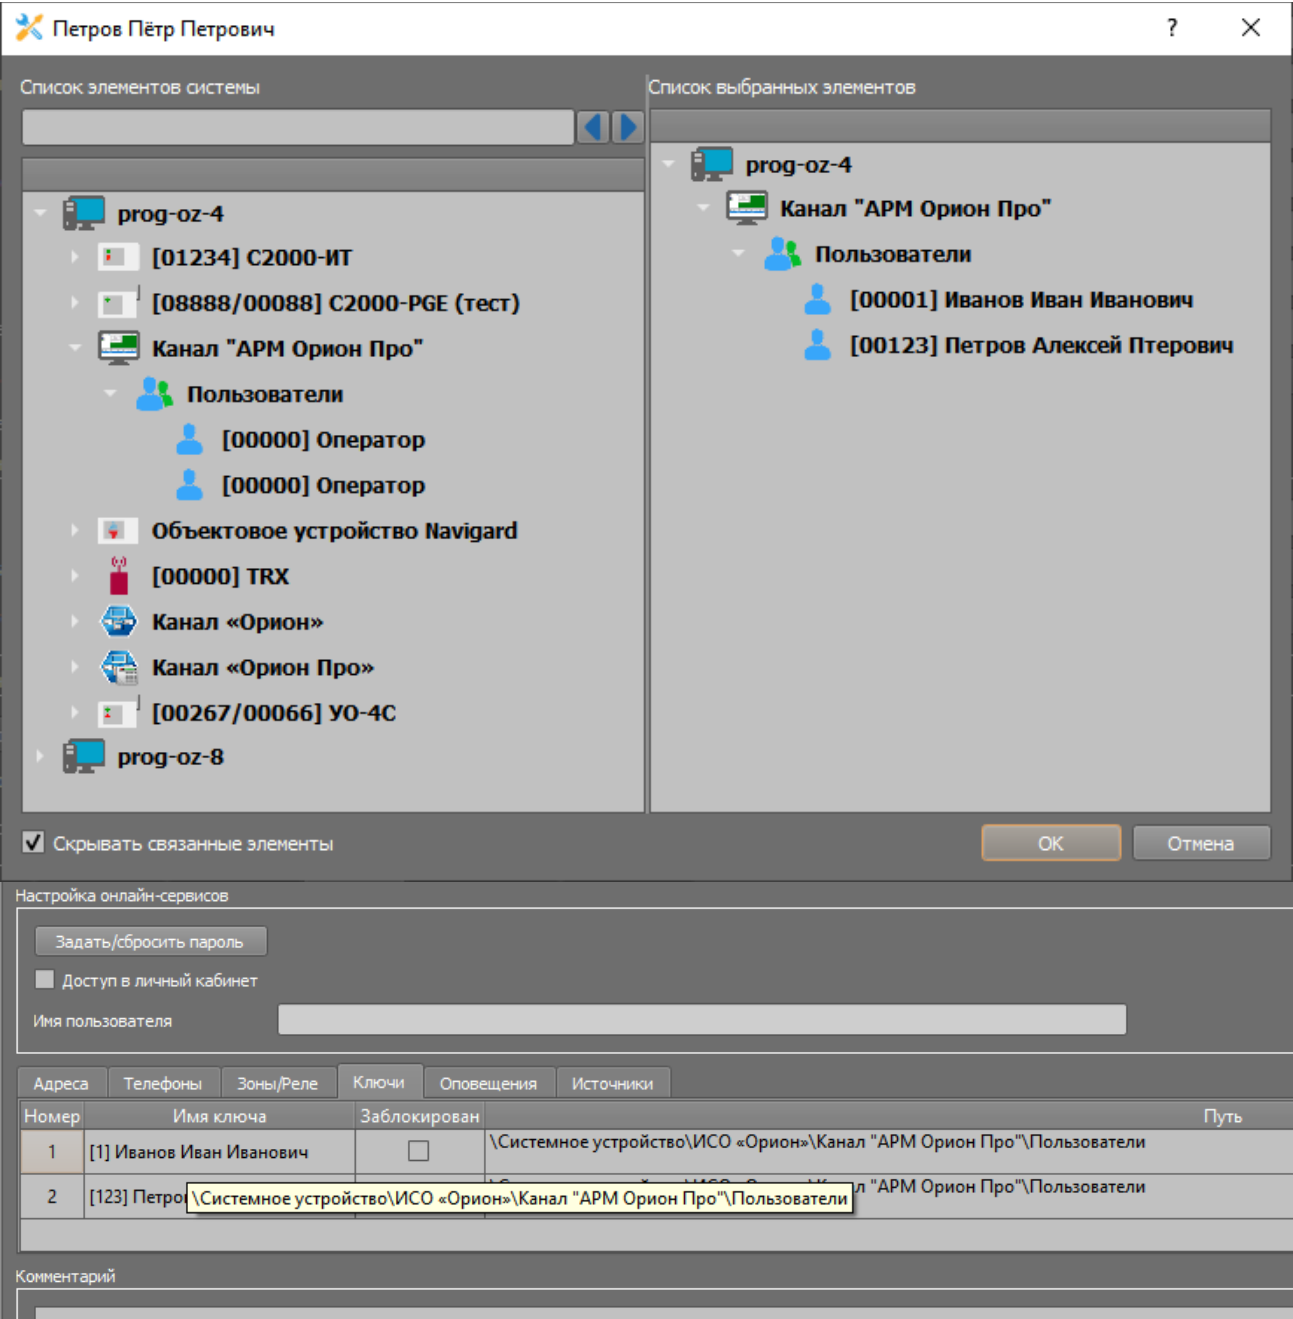 Петров Пётр Петрович
?
Список элементов системы
Список выбранных элементов
prog-oz-4
[01234] С2000-ИТ
[08888/00088] С2000-PGE (тест)
Канал "АРМ Орион Про"
Пользователи
[00000] Оператор
[00000] Оператор
Объектовое устройство Navigard
[00000] TRX
Канал «Орион»
Канал «Орион Про»
[00267/00066] УО-4С
prog-oz-8
prog-oz-4
Канал "АРМ Орион Про"
Пользователи
[00001] Иванов Иван Иванович
[00123] Петров Алексей Птерович
Скрывать связанные элементы
ОК
Отмена
Настройка онлайн-сервисов
Задать/сбросить пароль
Доступ в личный кабинет
Имя пользователя
Адреса Телефоны Зоны/Реле Ключи Оповещения Источники
Номер Имя ключа Заблокирован Путь
1 [1] Иванов Иван Иванович \Системное устройство\ИСО «Орион»\Канал "АРМ Орион Про"\Пользователи
2 [123] Петро "АРМ Орион Про"\Пользователи
\Системное устройство\ИСО «Орион»\Канал "АРМ Орион Про"\Пользователи
Комментарий